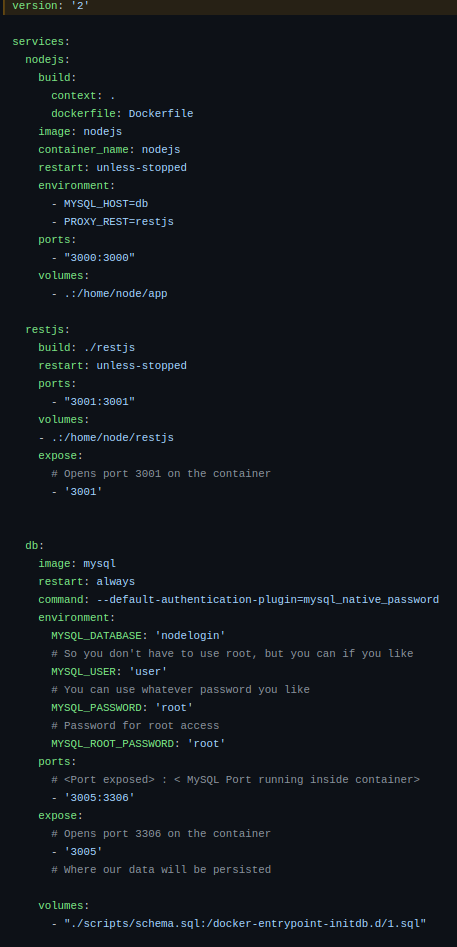 version: '2'

services:
  nodejs:
    build:
      context: .
      dockerfile: Dockerfile
    image: nodejs
    container_name: nodejs
    restart: unless-stopped
    environment:
      - MYSQL_HOST=db
      - PROXY_REST=restjs
    ports:
      - "3000:3000"
    volumes:
      - .:/home/node/app

  restjs:
    build: ./restjs
    restart: unless-stopped
    ports:
      - "3001:3001"
    volumes:
    - .:/home/node/restjs
    expose:
      # Opens port 3001 on the container
      - '3001'


  db:
    image: mysql
    restart: always
    command: --default-authentication-plugin=mysql_native_password
    environment:
      MYSQL_DATABASE: 'nodelogin'
      # So you don't have to use root, but you can if you like
      MYSQL_USER: 'user'
      # You can use whatever password you like
      MYSQL_PASSWORD: 'root'
      # Password for root access
      MYSQL_ROOT_PASSWORD: 'root'
    ports:
      # <Port exposed> : < MySQL Port running inside container>
      - '3005:3306'
    expose:
      # Opens port 3306 on the container
      - '3005'
      # Where our data will be persisted

    volumes:
      - "./scripts/schema.sql:/docker-entrypoint-initdb.d/1.sql"